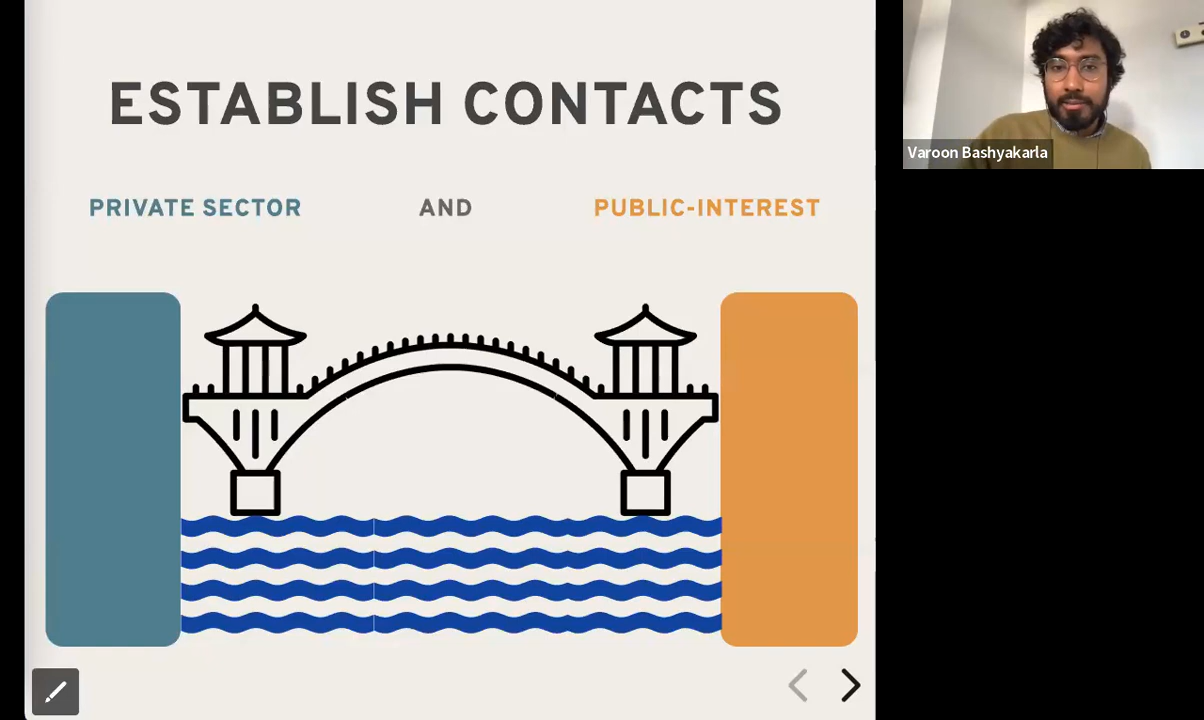 ESTABLISH CONTACTS
PRIVATE SECTOR AND PUBLIC-INTEREST
Varoon Bashyakarla